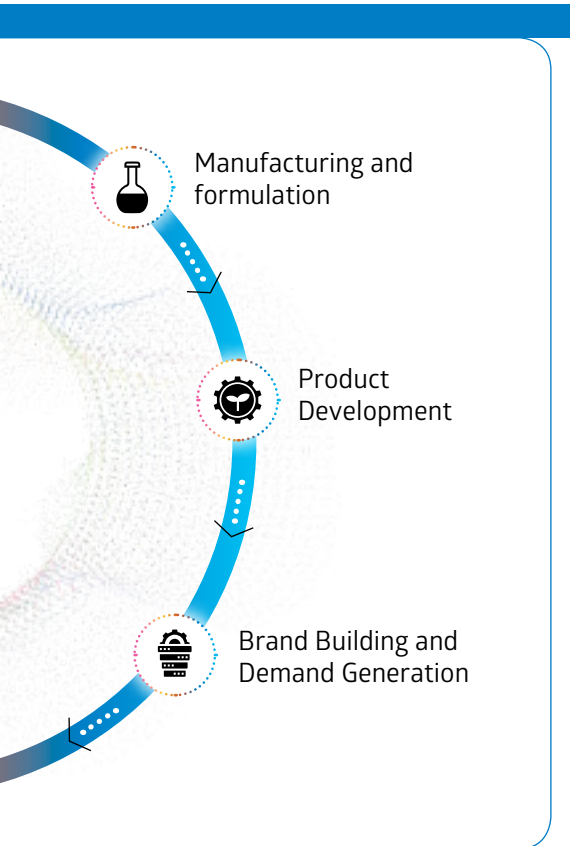 Manufacturing and
formulation
Product
Development
Brand Building and
Demand Generation